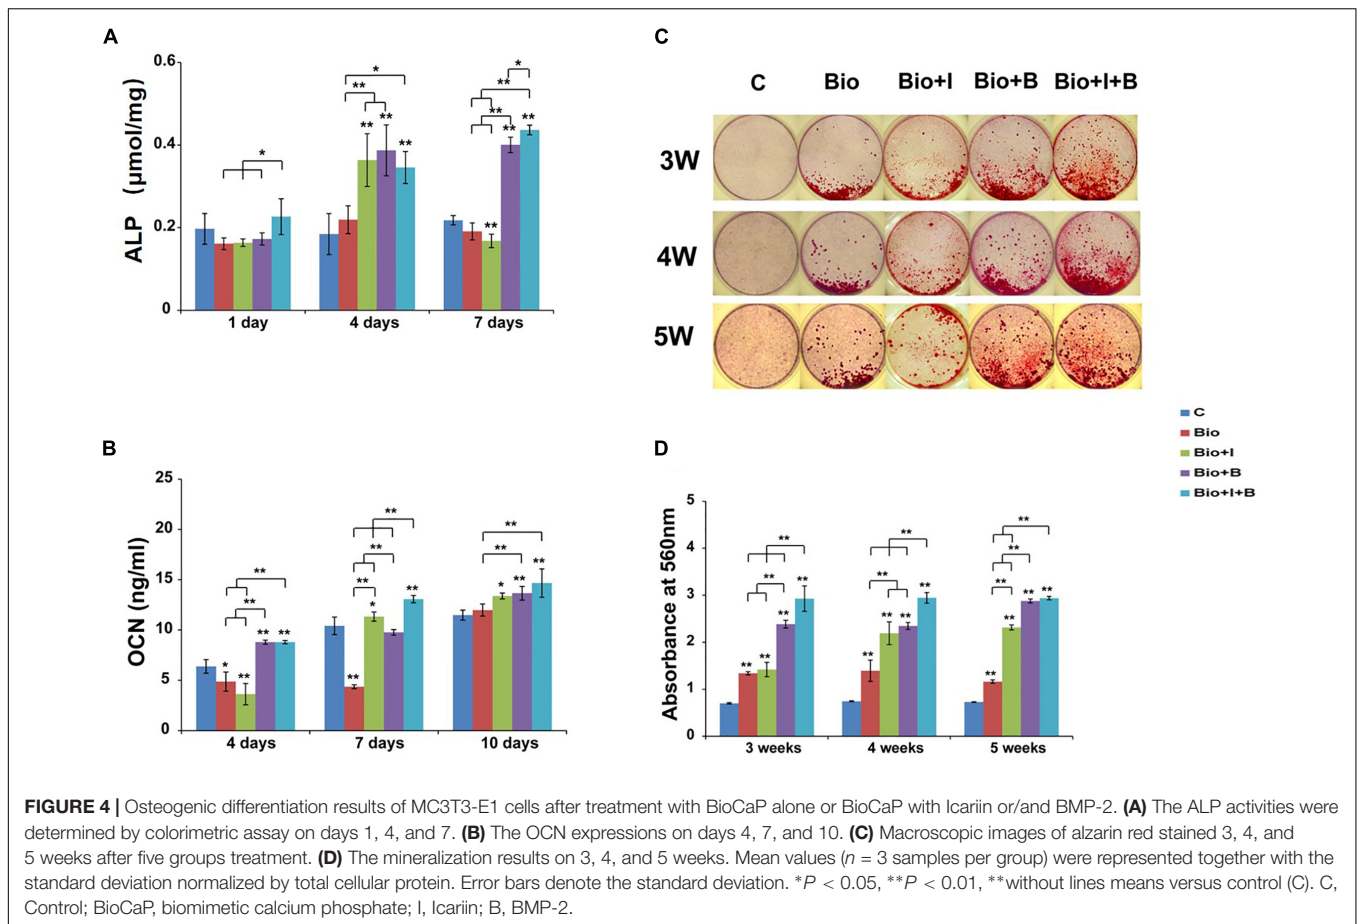 A
ALP (μmol/mg)
0.6
0.4
0.2
0
*
*
**
** ** **
*
**
**
** ** **
1 day 4 days 7 days
C
C Bio Bio+I Bio+B Bio+I+B
3W
4W
5W
B
OCN (ng/ml)
25
20
15
10
5
0
**
**
* ** ** **
**
**
**
** * **
**
**
* ** **
4 days 7 days 10 days
C
Bio
Bio+I
Bio+B
Bio+I+B
D
Absorbance at 560nm
5
4
3
2
1
0
**
**
** ** ** **
**
**
** ** ** **
**
**
**
** ** ** **
3 weeks 4 weeks 5 weeks
FIGURE 4 | Osteogenic differentiation results of MC3T3-E1 cells after treatment with BioCaP alone or BioCaP with Icariin or/and BMP-2. (A) The ALP activities were
determined by colorimetric assay on days 1, 4, and 7. (B) The OCN expressions on days 4, 7, and 10. (C) Macroscopic images of alzarin red stained 3, 4, and
5 weeks after five groups treatment. (D) The mineralization results on 3, 4, and 5 weeks. Mean values (n = 3 samples per group) were represented together with the
standard deviation normalized by total cellular protein. Error bars denote the standard deviation. *P < 0.05, **P < 0.01, **without lines means versus control (C). C,
Control; BioCaP, biomimetic calcium phosphate; I, Icariin; B, BMP-2.